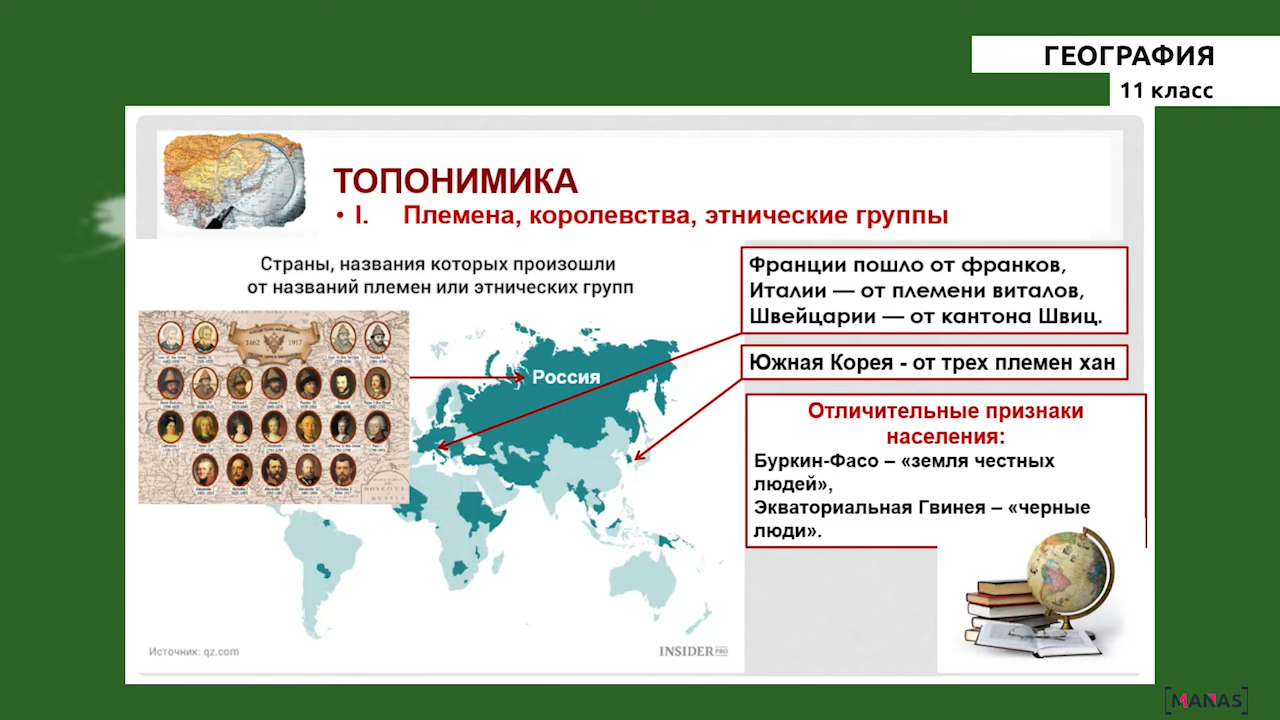 ГЕОГРАФИЯ
11 класс
ТОПОНИМИКА
• I. Племена, королевства, этнические группы
Страны, названия которых произошли
от названий племен или этнических групп
1462
1917
Россия
Франции пошло от франков,
Италии — от племени виталов,
Швейцарии — от кантона Швиц.
Южная Корея - от трех племен хан
Отличительные признаки
населения:
Буркин-Фасо – «земля честных
людей»,
Экваториальная Гвинея – «черные
люди».
Источник: qz.com
INSIDER PRO
[MANAS]